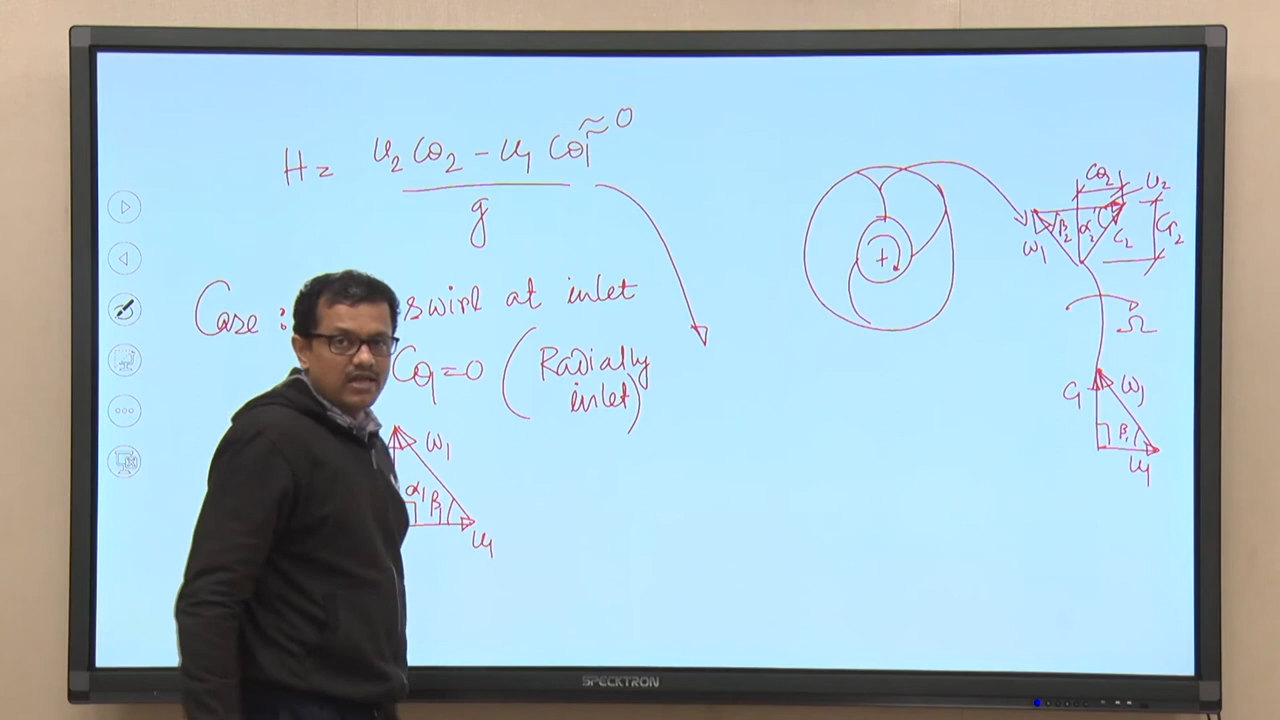 H = U₂ Cθ₂ - U₁ Cθ₁ ≈ 0
g
Case : swirl at inlet
Cθ₁ = 0 (Radially
inlet)
W₁
α₁ β₁
U₁
Cθ₂ U₂
β₂ α₂ C₂ Cr₂
W₁
Ω
C₁ W₁
β₁
U₁
SPECKTRON